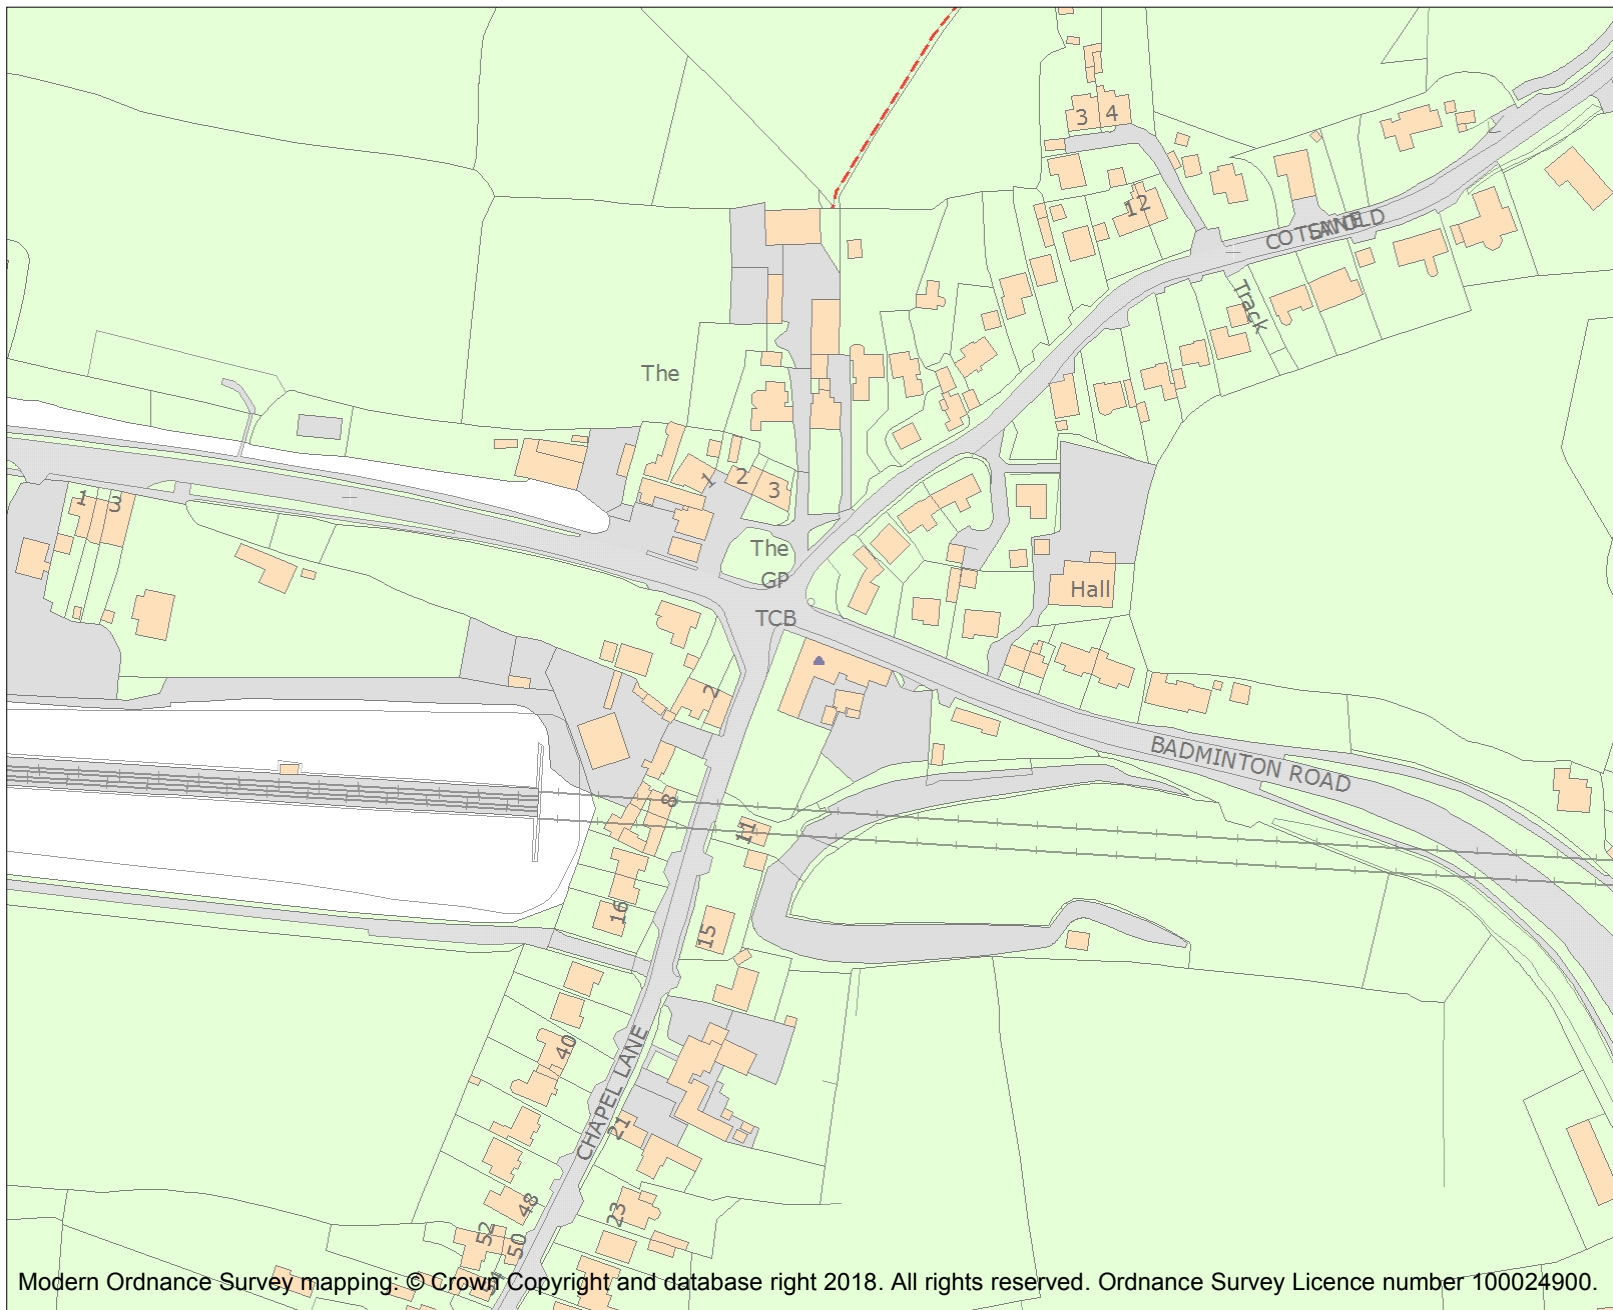 3
4
12
COTSWOLD
LANE
Track
The
1
2
3
1
3
The
GP
TCB
Hall
2
BADMINTON ROAD
8
11
16
15
40
CHAPEL LANE
21
48
23
52
50
54
Modern Ordnance Survey mapping: © Crown Copyright and database right 2018. All rights reserved. Ordnance Survey Licence number 100024900.